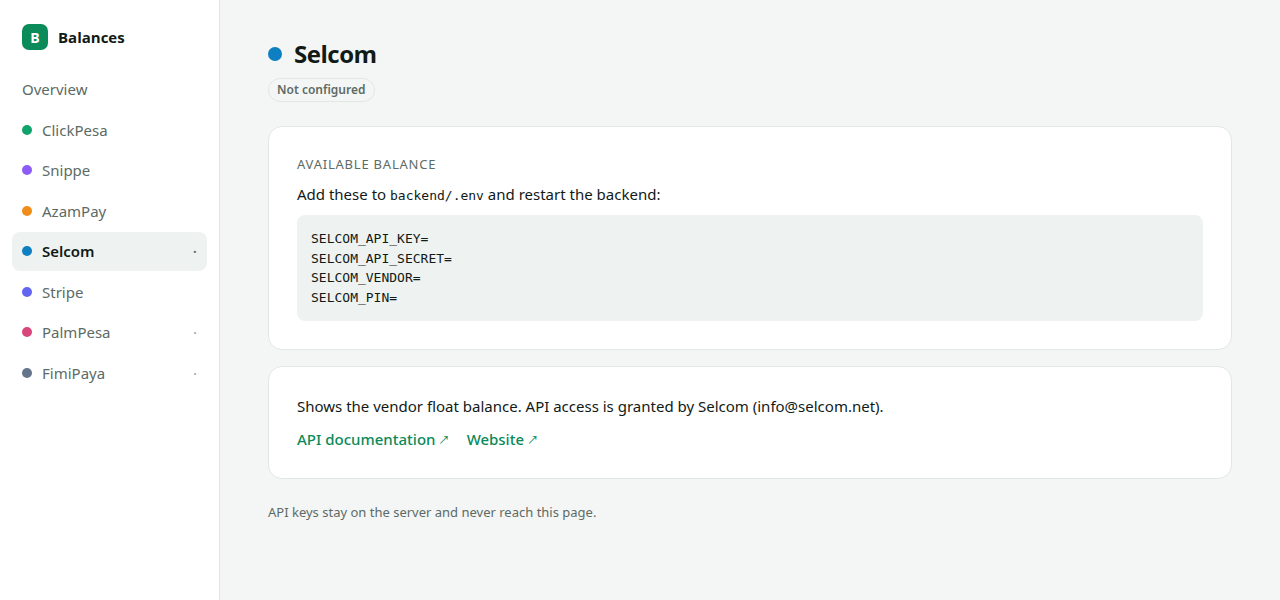 B Balances
Overview
ClickPesa
Snippe
AzamPay
Selcom ·
Stripe
PalmPesa ·
FimiPaya ·
Selcom
Not configured
AVAILABLE BALANCE
Add these to backend/.env and restart the backend:
SELCOM_API_KEY=
SELCOM_API_SECRET=
SELCOM_VENDOR=
SELCOM_PIN=
Shows the vendor float balance. API access is granted by Selcom (info@selcom.net).
API documentation ↗ Website ↗
API keys stay on the server and never reach this page.